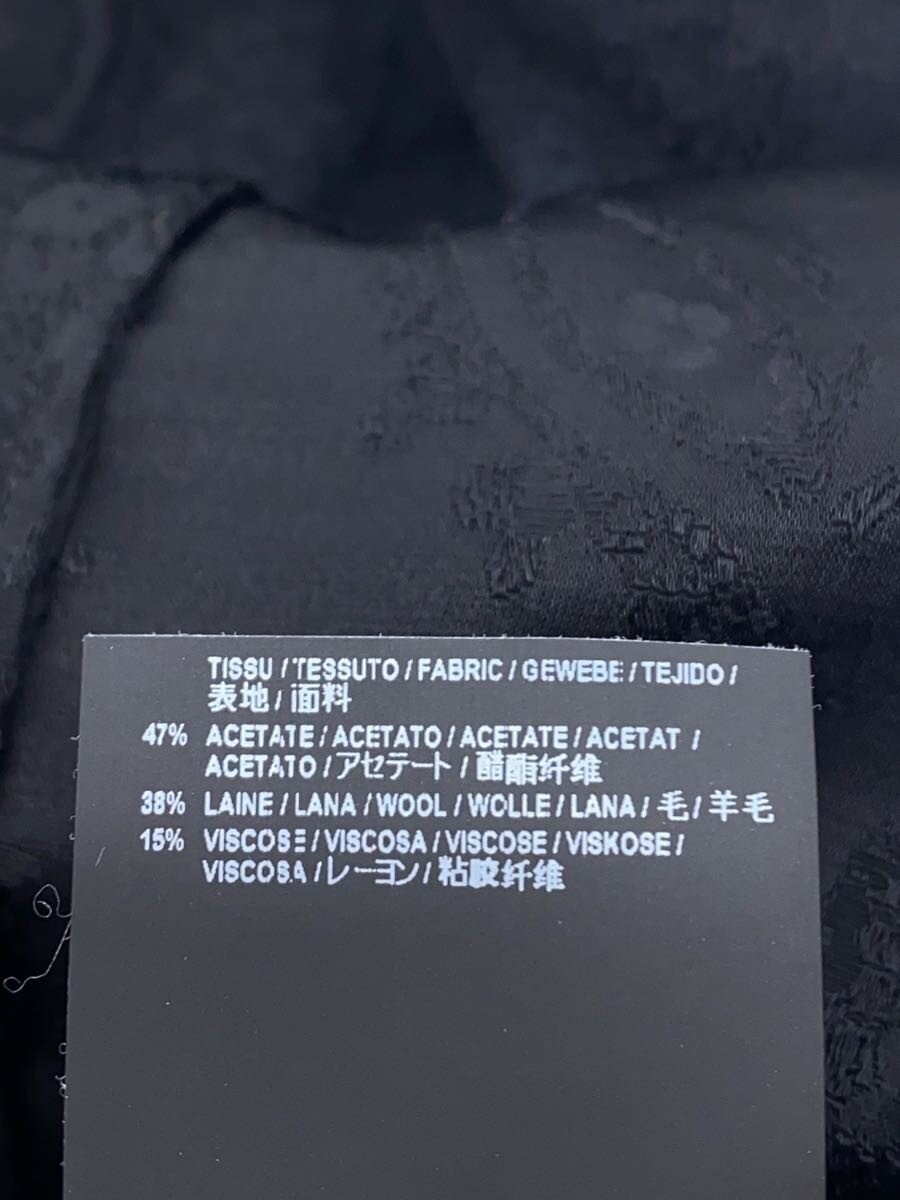 TISSU / TESSUTO / FABRIC / GEWEBE / TEJIDO /
表地 / 面料
47% ACETATE / ACETATO / ACETATE / ACETAT /
ACETATO / アセテート / 醋酯纤维
38% LAINE / LANA / WOOL / WOLLE / LANA / 毛 / 羊毛
15% VISCOSE / VISCOSA / VISCOSE / VISKOSE /
VISCOSA / レーヨン / 粘胶纤维